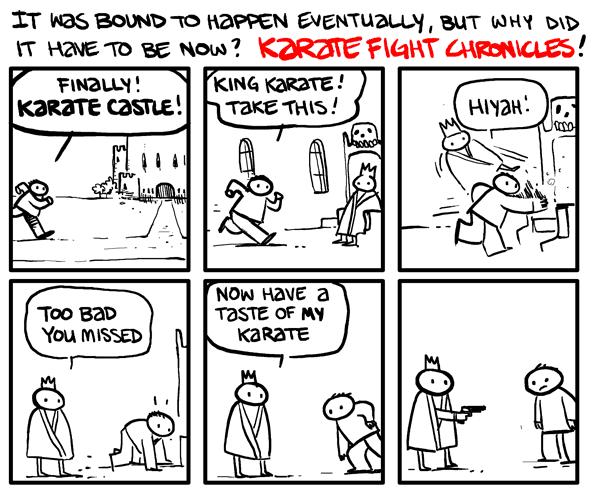 IT WAS BOUND TO HAPPEN EVENTUALLY, BUT WHY DID
IT HAVE TO BE NOW? KARATE FIGHT CHRONICLES!
FINALLY!
KARATE CASTLE!
KING KARATE!
TAKE THIS!
HIYAH!
TOO BAD
YOU MISSED
NOW HAVE A
TASTE OF MY
KARATE